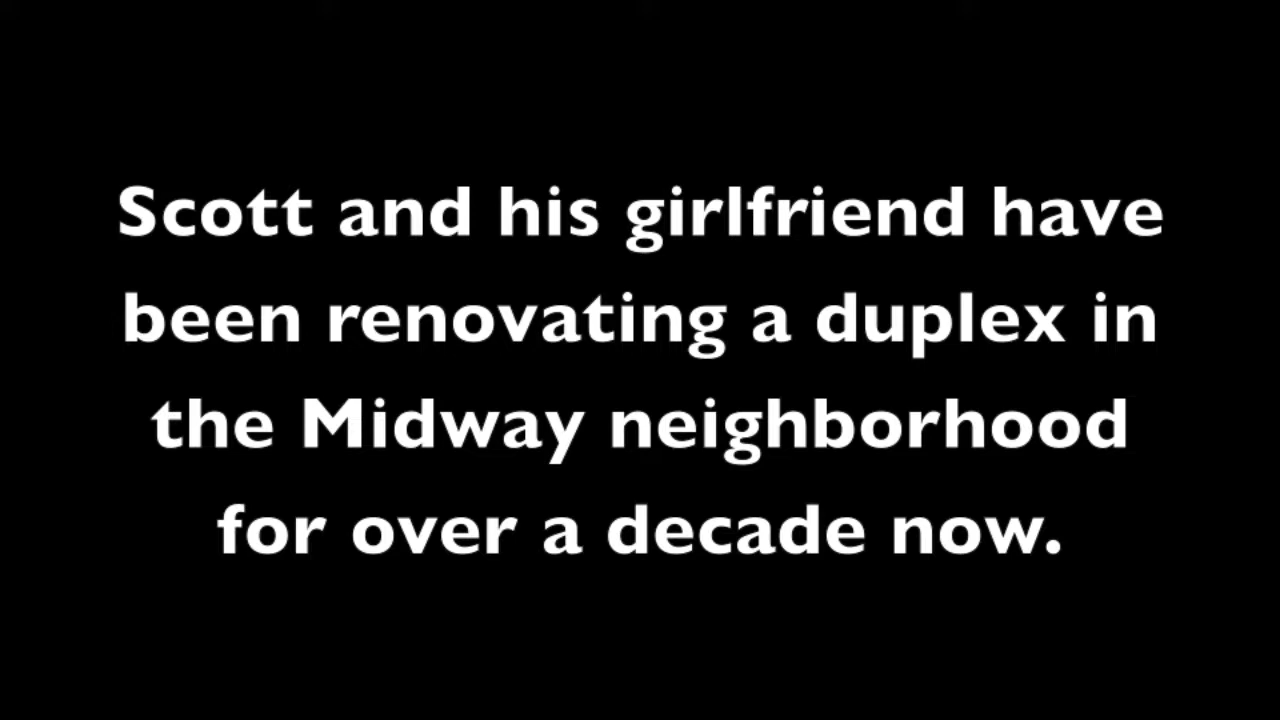 Scott and his girlfriend have
been renovating a duplex in
the Midway neighborhood
for over a decade now.